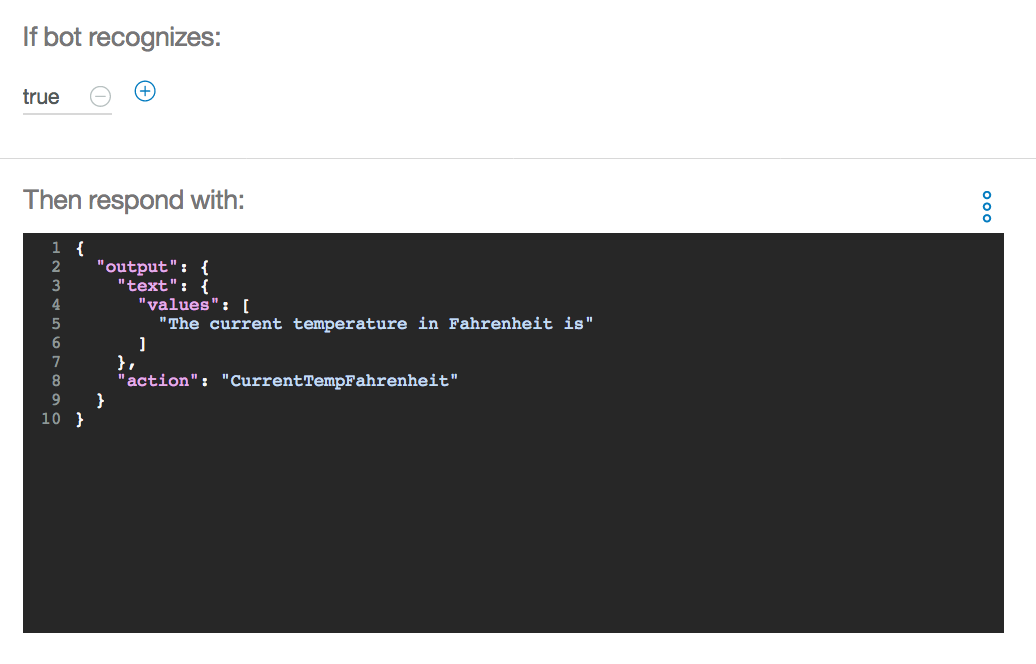 If bot recognizes:
true
Then respond with:
1 {
2   "output": {
3     "text": {
4       "values": [
5         "The current temperature in Fahrenheit is"
6       ]
7     },
8     "action": "CurrentTempFahrenheit"
9   }
10 }